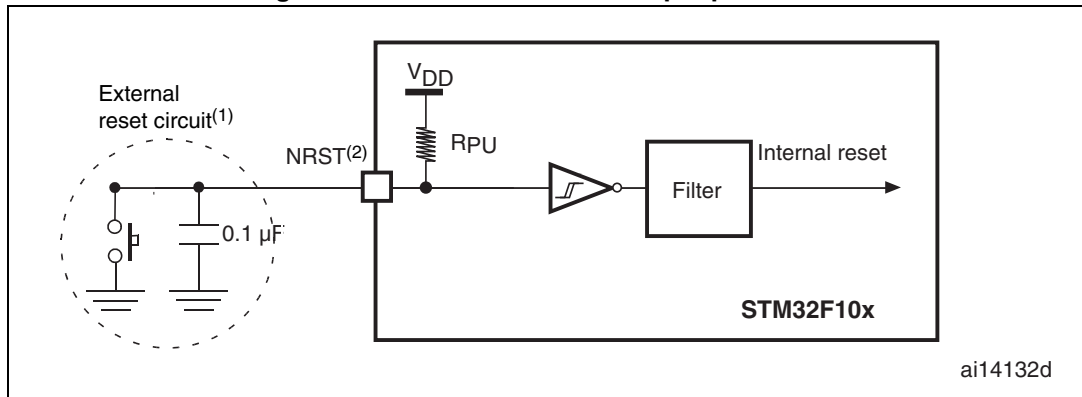 External
reset circuit(1)
VDD
RPU
NRST(2)
Internal reset
Filter
0.1 µF
STM32F10x
ai14132d